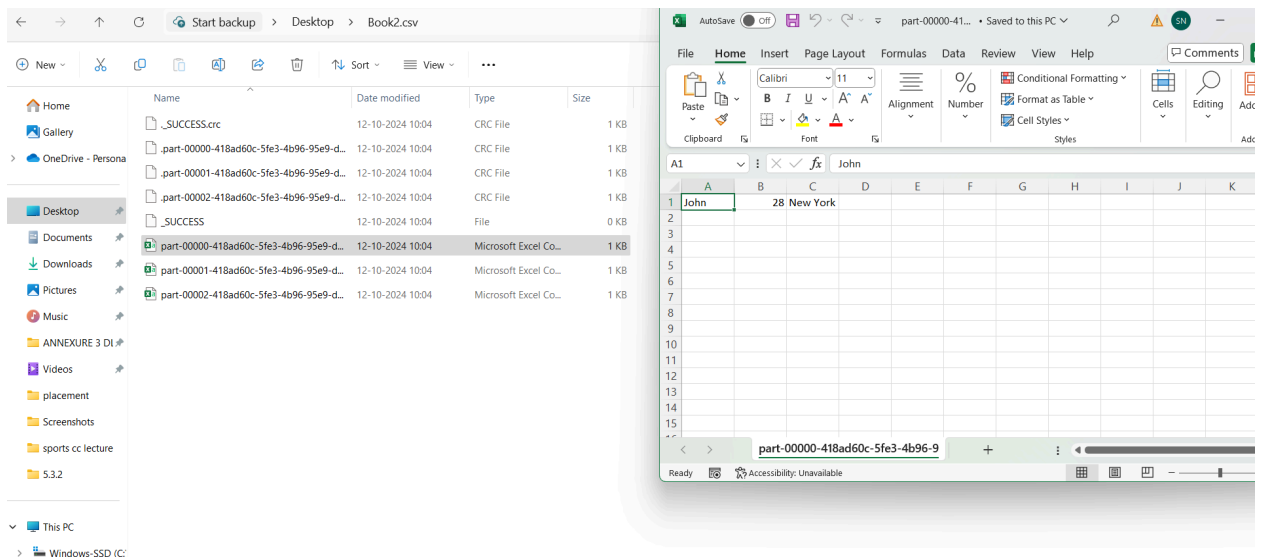 Start backup > Desktop > Book2.csv
New Sort View ...
Name Date modified Type Size
._SUCCESS.crc 12-10-2024 10:04 CRC File 1 KB
.part-00000-418ad60c-5fe3-4b96-95e9-d... 12-10-2024 10:04 CRC File 1 KB
.part-00001-418ad60c-5fe3-4b96-95e9-d... 12-10-2024 10:04 CRC File 1 KB
.part-00002-418ad60c-5fe3-4b96-95e9-d... 12-10-2024 10:04 CRC File 1 KB
_SUCCESS 12-10-2024 10:04 File 0 KB
part-00000-418ad60c-5fe3-4b96-95e9-d... 12-10-2024 10:04 Microsoft Excel Co... 1 KB
part-00001-418ad60c-5fe3-4b96-95e9-d... 12-10-2024 10:04 Microsoft Excel Co... 1 KB
part-00002-418ad60c-5fe3-4b96-95e9-d... 12-10-2024 10:04 Microsoft Excel Co... 1 KB
Home
Gallery
OneDrive - Persona
Desktop
Documents
Downloads
Pictures
Music
ANNEXURE 3 DI
Videos
placement
Screenshots
sports cc lecture
5.3.2
This PC
Windows-SSD (C:
AutoSave Off part-00000-41... • Saved to this PC SN
File Home Insert Page Layout Formulas Data Review View Help Comments
Paste
Clipboard
Calibri 11
B I U A A
A
Font
Alignment
Number
%
Conditional Formatting
Format as Table
Cell Styles
Styles
Cells
Editing
A1 fx John
A B C D E F G H I J K
1 John 28 New York
2
3
4
5
6
7
8
9
10
11
12
13
14
15
part-00000-418ad60c-5fe3-4b96-9 +
Ready Accessibility: Unavailable